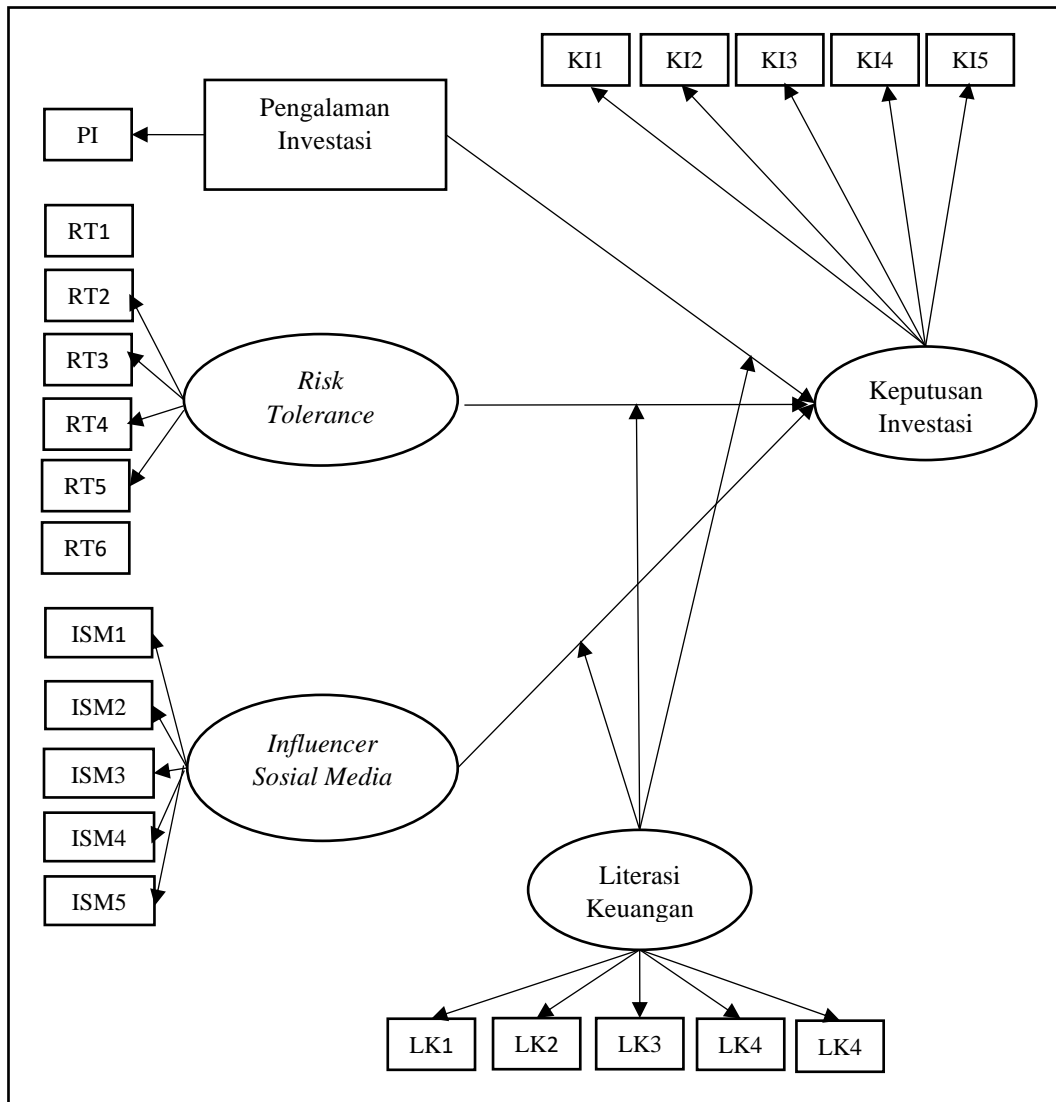 KI1 KI2 KI3 KI4 KI5
Pengalaman
Investasi
PI
RT1
RT2
RT3
RT4
RT5
RT6
Risk
Tolerance
Keputusan
Investasi
ISM1
ISM2
ISM3
ISM4
ISM5
Influencer
Sosial Media
Literasi
Keuangan
LK1 LK2 LK3 LK4 LK4